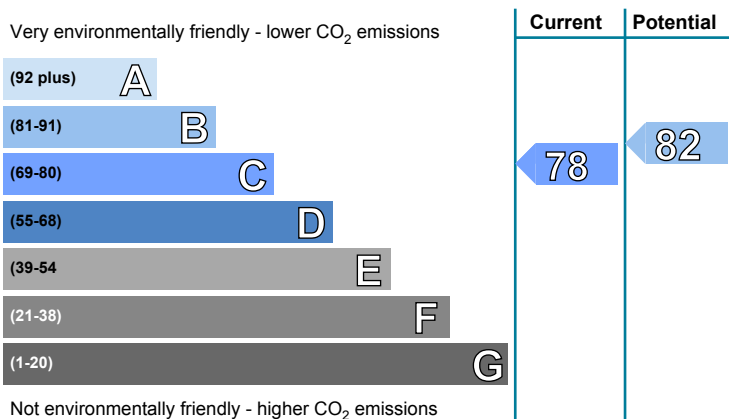 Very environmentally friendly - lower CO2 emissions
Current Potential
(92 plus) A
(81-91) B
(69-80) C
(55-68) D
(39-54 E
(21-38) F
(1-20) G
78
82
Not environmentally friendly - higher CO2 emissions